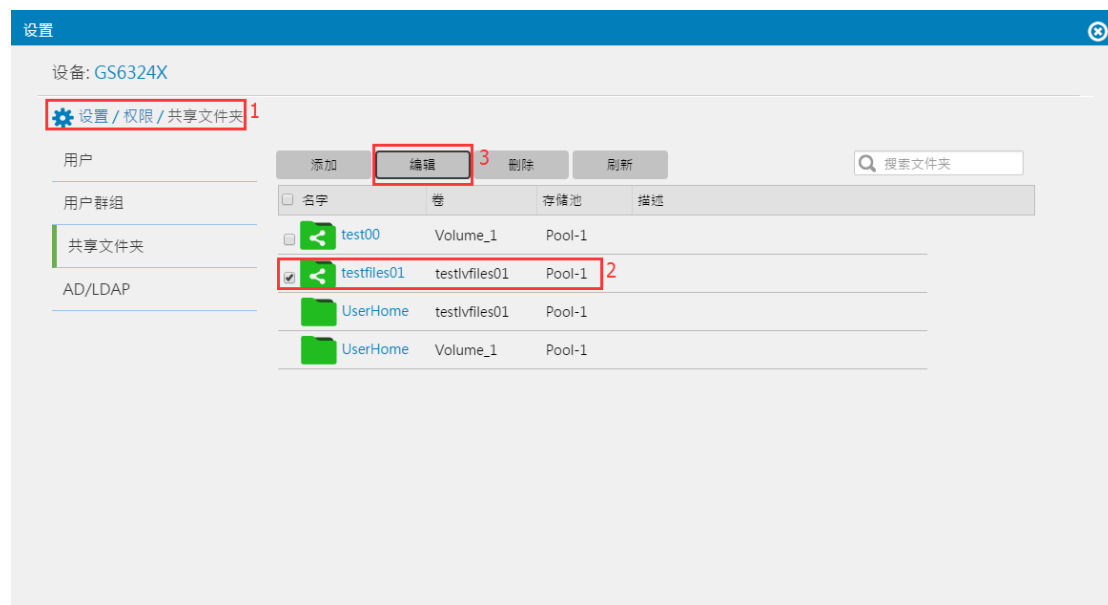 设置
设备: GS6324X
设置 / 权限 / 共享文件夹 1
用户
用户群组
共享文件夹
AD/LDAP
添加 编辑 3 删除 刷新 搜索文件夹
名字 卷 存储池 描述
test00 Volume_1 Pool-1
testfiles01 testlvfiles01 Pool-1 2
UserHome testlvfiles01 Pool-1
UserHome Volume_1 Pool-1